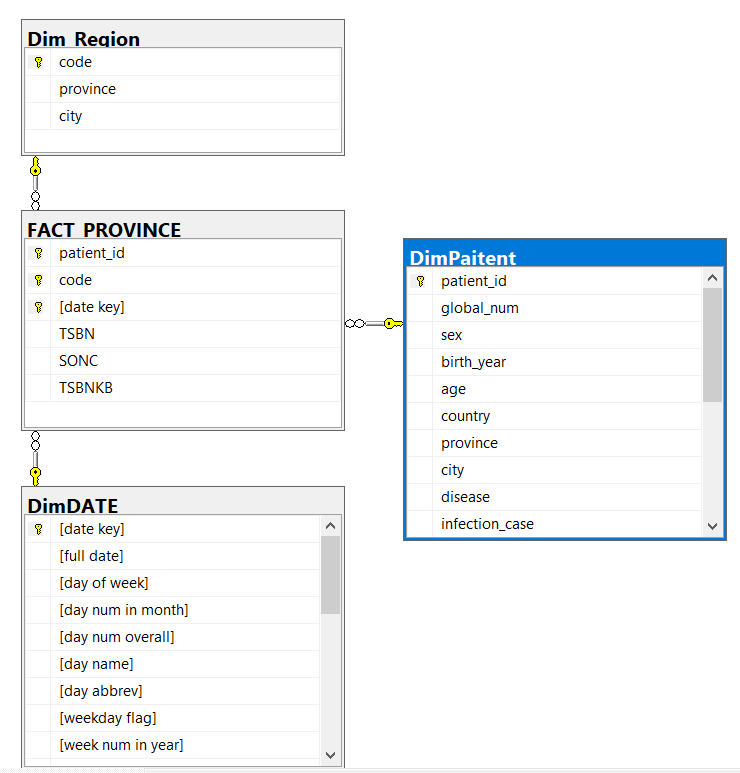 Dim_Region
code
province
city
FACT_PROVINCE
patient_id
code
[date key]
TSBN
SONC
TSBNKB
DimPaitent
patient_id
global_num
sex
birth_year
age
country
province
city
disease
infection_case
DimDATE
[date key]
[full date]
[day of week]
[day num in month]
[day num overall]
[day name]
[day abbrev]
[weekday flag]
[week num in year]